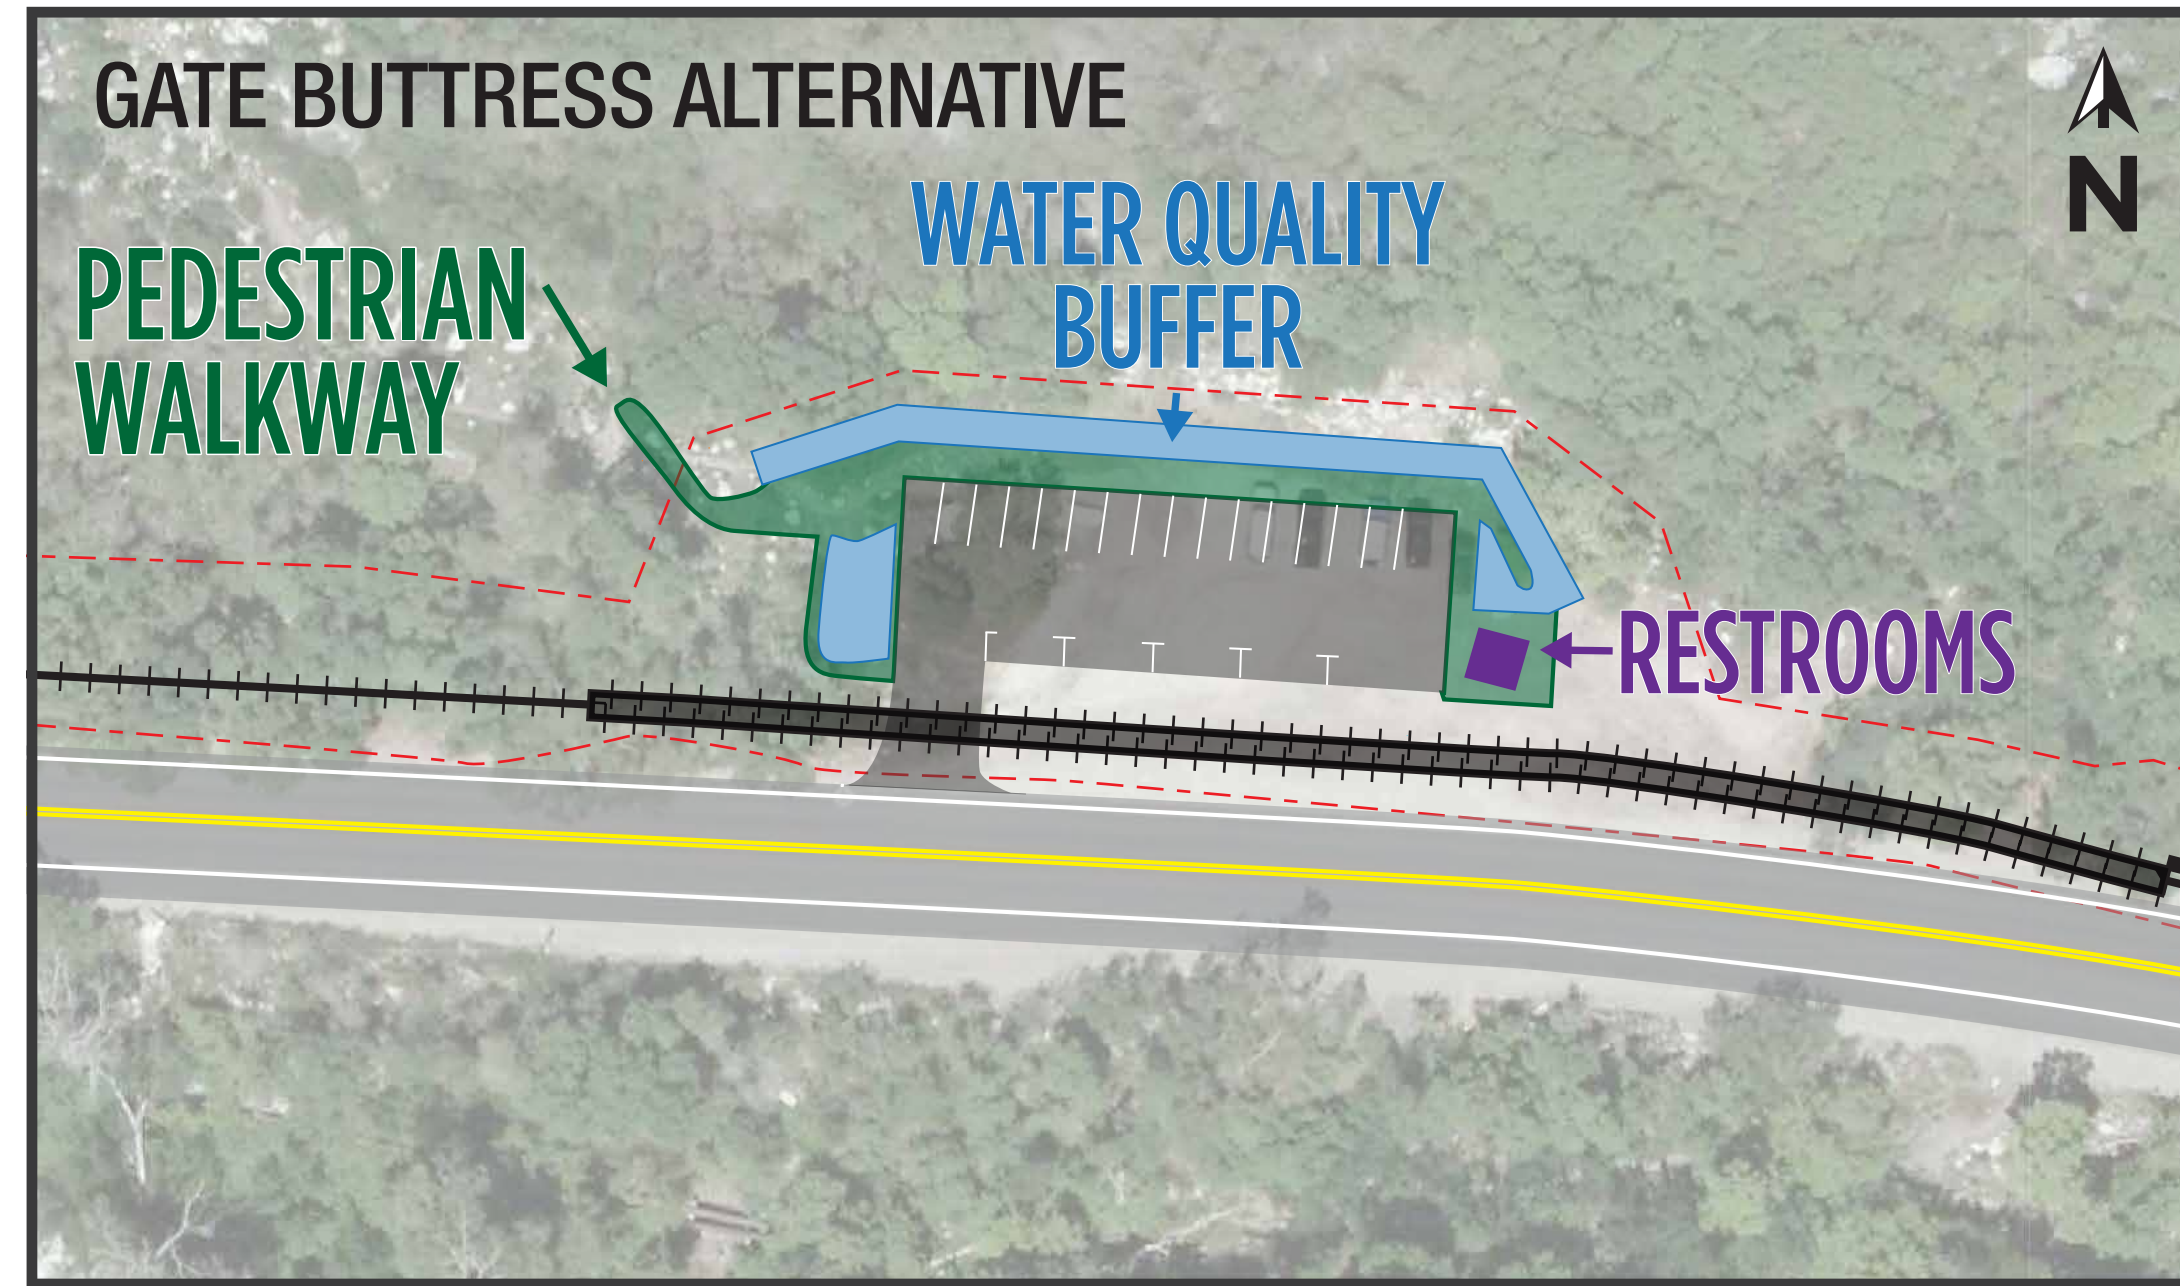 GATE BUTTRESS ALTERNATIVE
N
WATER QUALITY
BUFFER
PEDESTRIAN
WALKWAY
RESTROOMS